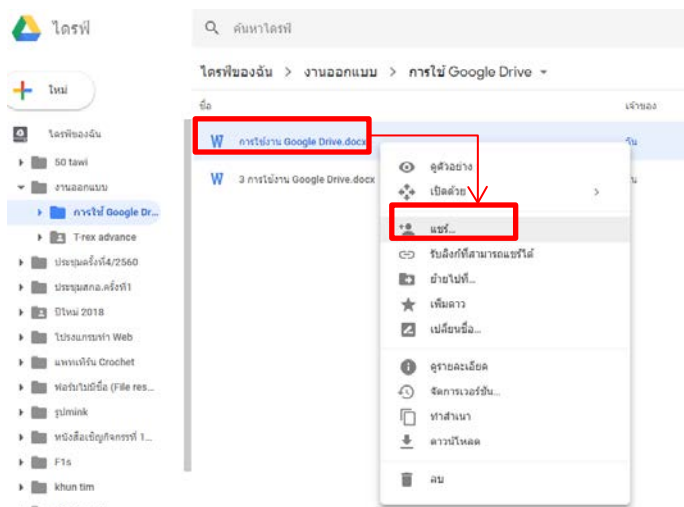 ไดรฟ์
ค้นหาไดรฟ์
ไดรฟ์ของฉัน > งานออกแบบ > การใช้ Google Drive
ใหม่
ชื่อ
เจ้าของ
ไดรฟ์ของฉัน
50 tawi
งานออกแบบ
การใช้ Google Dr...
T-rex advance
ประชุมครั้งที่4/2560
ประชุมสกอ.ครั้งที่1
ปีใหม่ 2018
โปรแกรมทำ Web
แพทเทิร์น Crochet
ฟอร์มไม่มีชื่อ (File res...
รูปmink
หนังสือเชิญกิจกรรมที่ 1...
F1s
khun tim
การใช้งาน Google Drive.docx
ฉัน
3 การใช้งาน Google Drive.docx
ดูตัวอย่าง
เปิดด้วย
แชร์...
รับลิงก์ที่สามารถแชร์ได้
ย้ายไปที่...
เพิ่มดาว
เปลี่ยนชื่อ...
ดูรายละเอียด
จัดการเวอร์ชัน...
ทำสำเนา
ดาวน์โหลด
ลบ